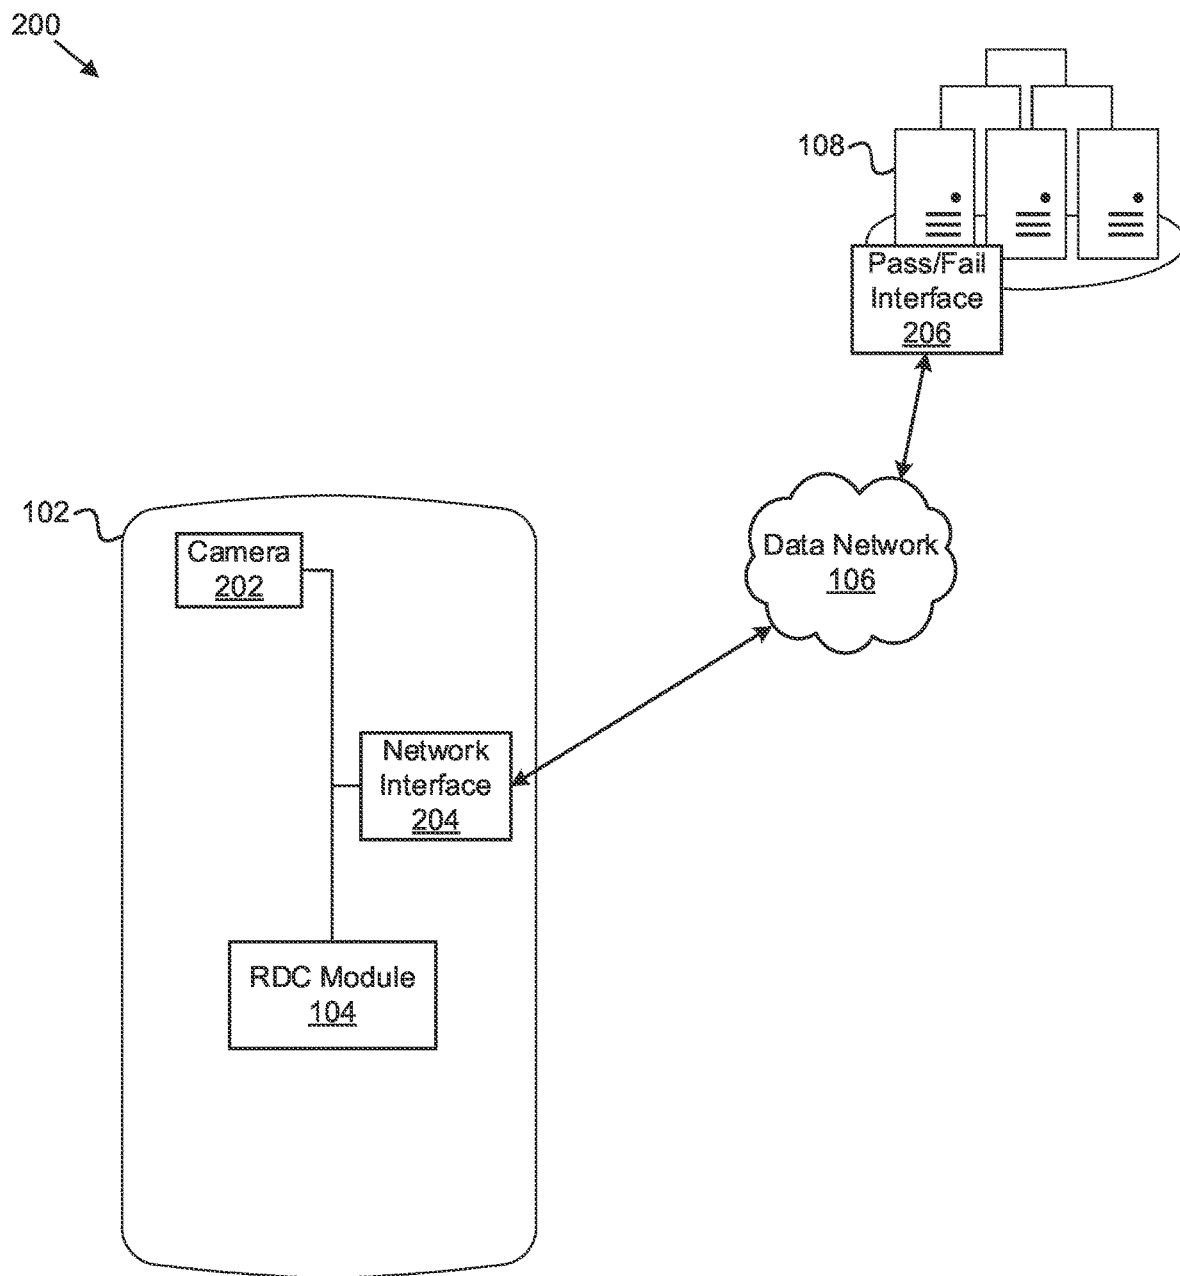 200
108
Pass/Fail
Interface
206
102
Camera
202
Data Network
106
Network
Interface
204
RDC Module
104